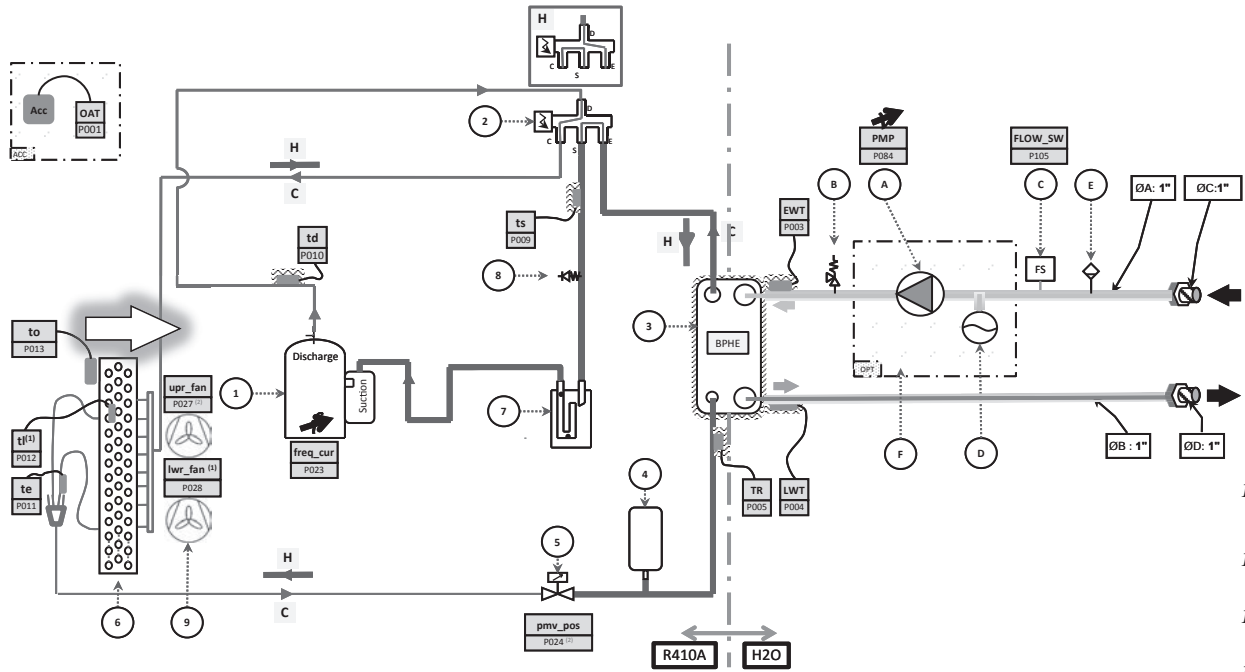 H
D
C
S
E
Acc
OAT
P001
ACC
2
D
C
S
E
H
C
PMP
P084
FLOW_SW
P105
B
A
C
E
ØA: 1"
ØC:1"
ts
P009
EWT
P003
td
P010
H
C
8
FS
to
P013
3
BPHE
Discharge
Suction
upr_fan
P027 (2)
1
7
OPT
tl(1)
P012
freq_cur
P023
F
D
ØB : 1"
ØD: 1"
lwr_fan (1)
P028
te
P011
4
TR
P005
LWT
P004
5
H
C
6
9
pmv_pos
P024 (2)
R410A
H2O